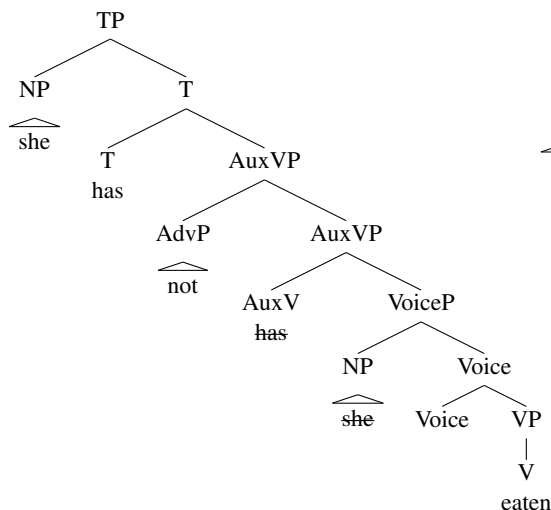 TP
NP T
she
T AuxVP
has
AdvP AuxVP
not
AuxV VoiceP
has
NP Voice
she
Voice VP
V
eaten